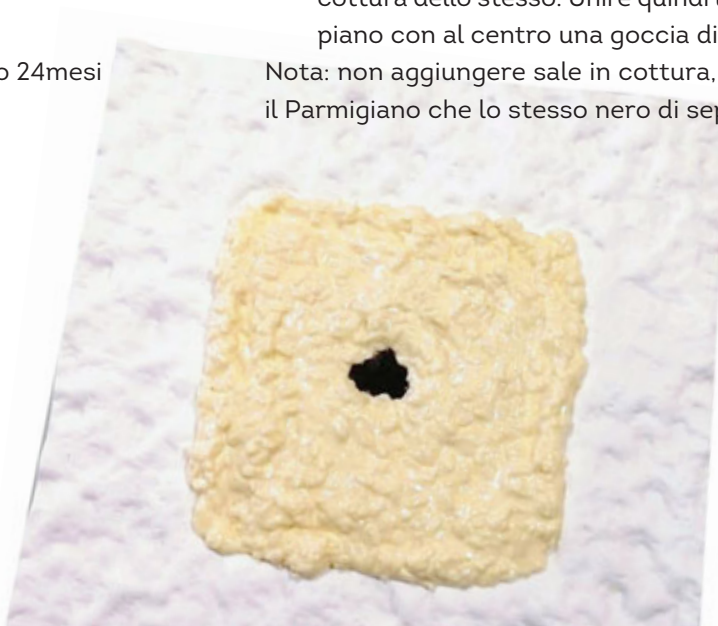 cottura dello stesso. Unire quindi
piano con al centro una goccia di
o 24mesi
Nota: non aggiungere sale in cottura,
il Parmigiano che lo stesso nero di sep